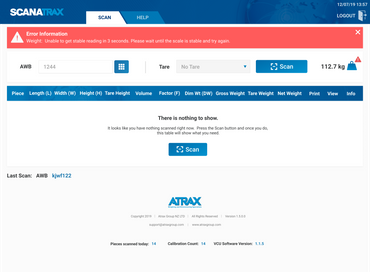 SCANATRAX
SCAN
HELP
12/07/19 • 13:57
LOGOUT
Error Information
Weight: Unable to get stable reading in 3 seconds. Please wait until the scale is stable and try again.
AWB
1244
Tare:
No Tare
Scan
112.7 kg
Piece Length (L) Width (W) Height (H) Tare Height Volume Factor (F) Dim Wt (DW) Gross Weight Tare Weight Net Weight Print View Info
There is nothing to show.
It looks like you have nothing scanned right now. Press the Scan button and once you do,
this table will show what you need
Scan
Last Scan: AWB kjwf122
ATRAX
Copyright 2019 | Atrax Group NZ LTD | All Rights Reserved | Version 1.0.6.0
support@atraxgroup.com | www.atraxgroup.com
Pieces scanned today: 14 Calibration Count: 14 VCU Software Version: 1.1.5